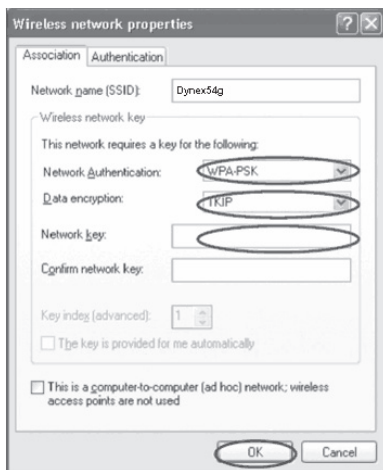 Wireless network properties
Association Authentication
Network name (SSID): Dynex54g
Wireless network key
This network requires a key for the following:
Network Authentication: WPA-PSK
Data encryption: TKIP
Network key:
Confirm network key:
Key index (advanced): 1
The key is provided for me automatically
This is a computer-to-computer (ad hoc) network; wireless
access points are not used
OK Cancel